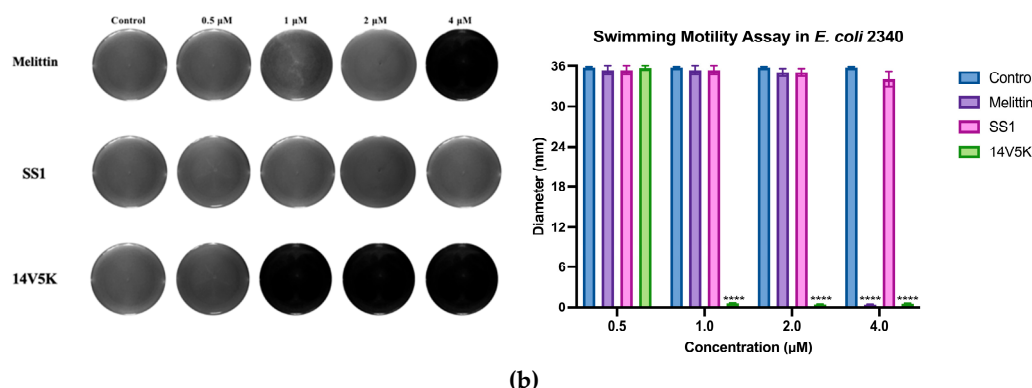 Control 0.5 µM 1 µM 2 µM 4 µM
Melittin
SS1
14V5K
Swimming Motility Assay in E. coli 2340
Diameter (mm)
36
30
24
18
12
6
0
**** **** **** ****
0.5 1.0 2.0 4.0
Concentration (µM)
Contro
Melittin
SS1
14V5K
(b)